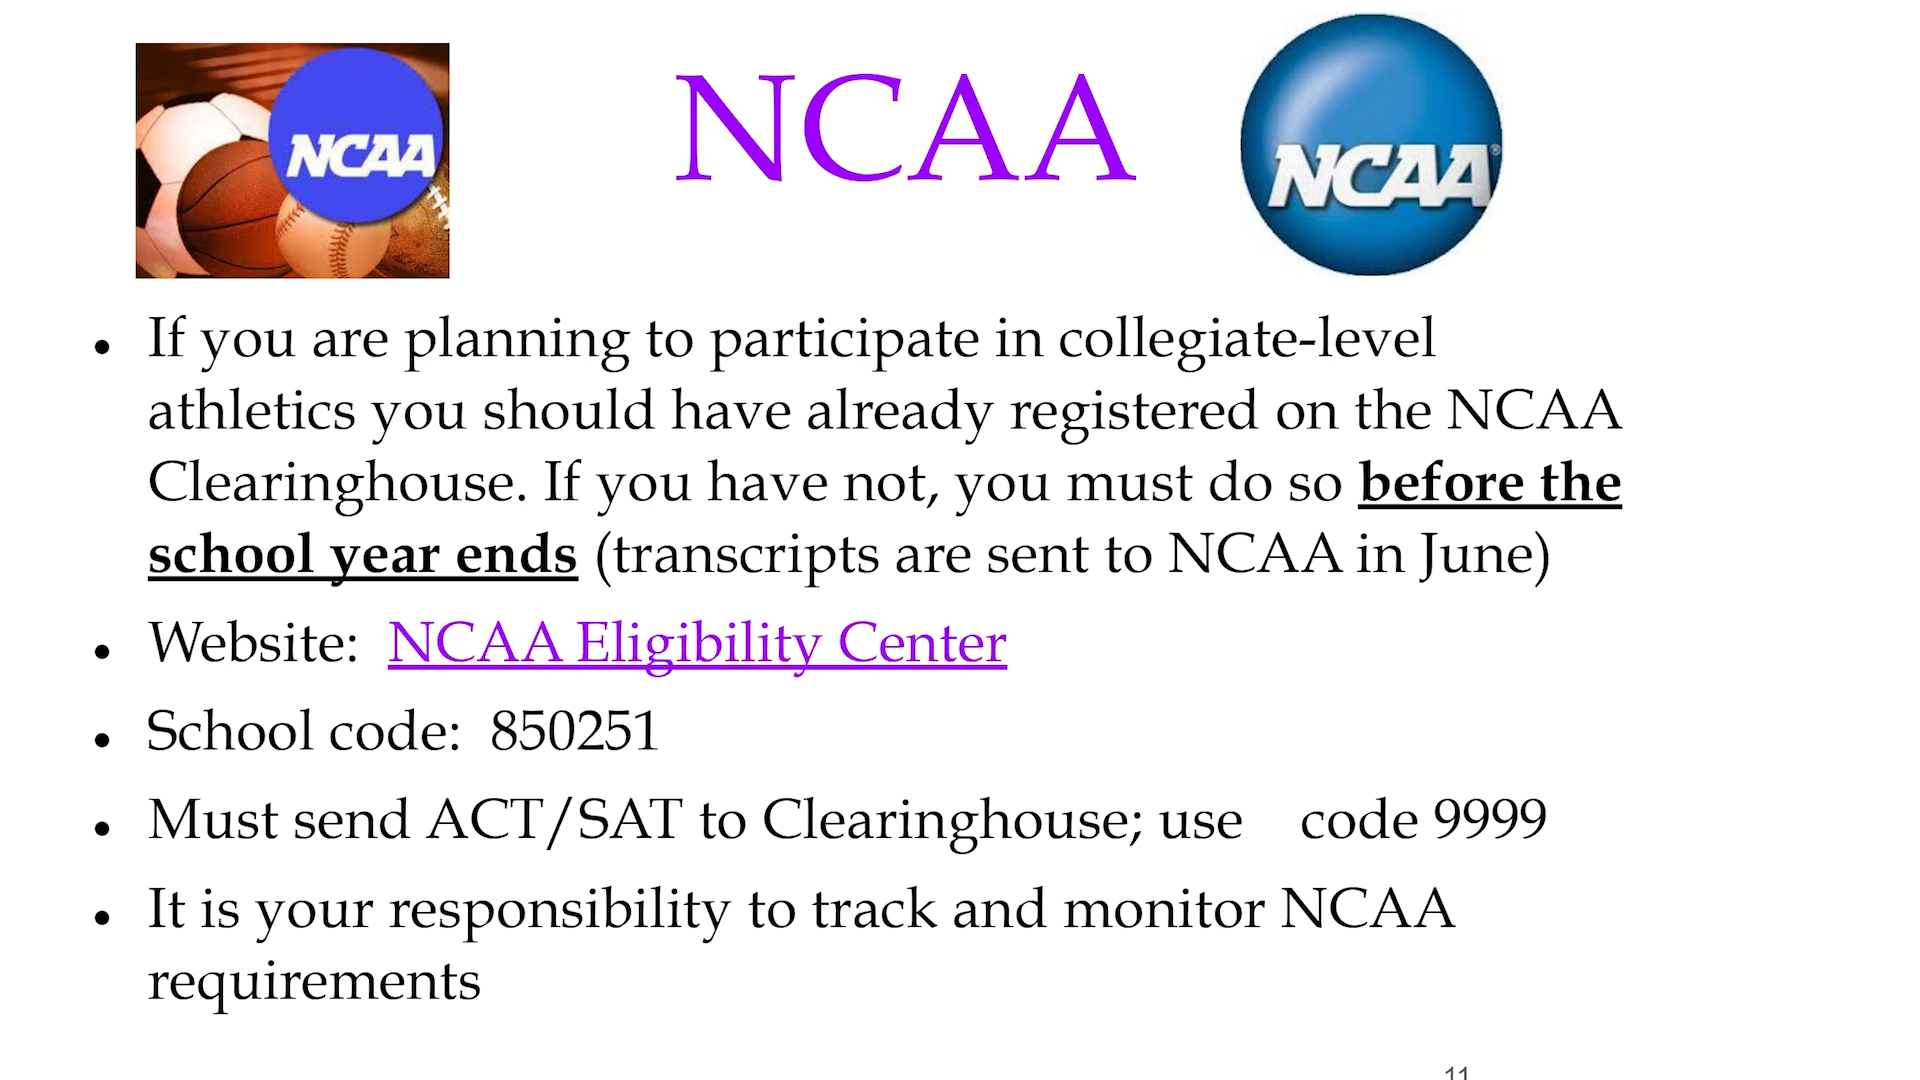 NCAA
NCAA
NCAA®
• If you are planning to participate in collegiate-level
athletics you should have already registered on the NCAA
Clearinghouse. If you have not, you must do so before the
school year ends (transcripts are sent to NCAA in June)
• Website: NCAA Eligibility Center
• School code: 850251
• Must send ACT/SAT to Clearinghouse; use code 9999
• It is your responsibility to track and monitor NCAA
requirements
11